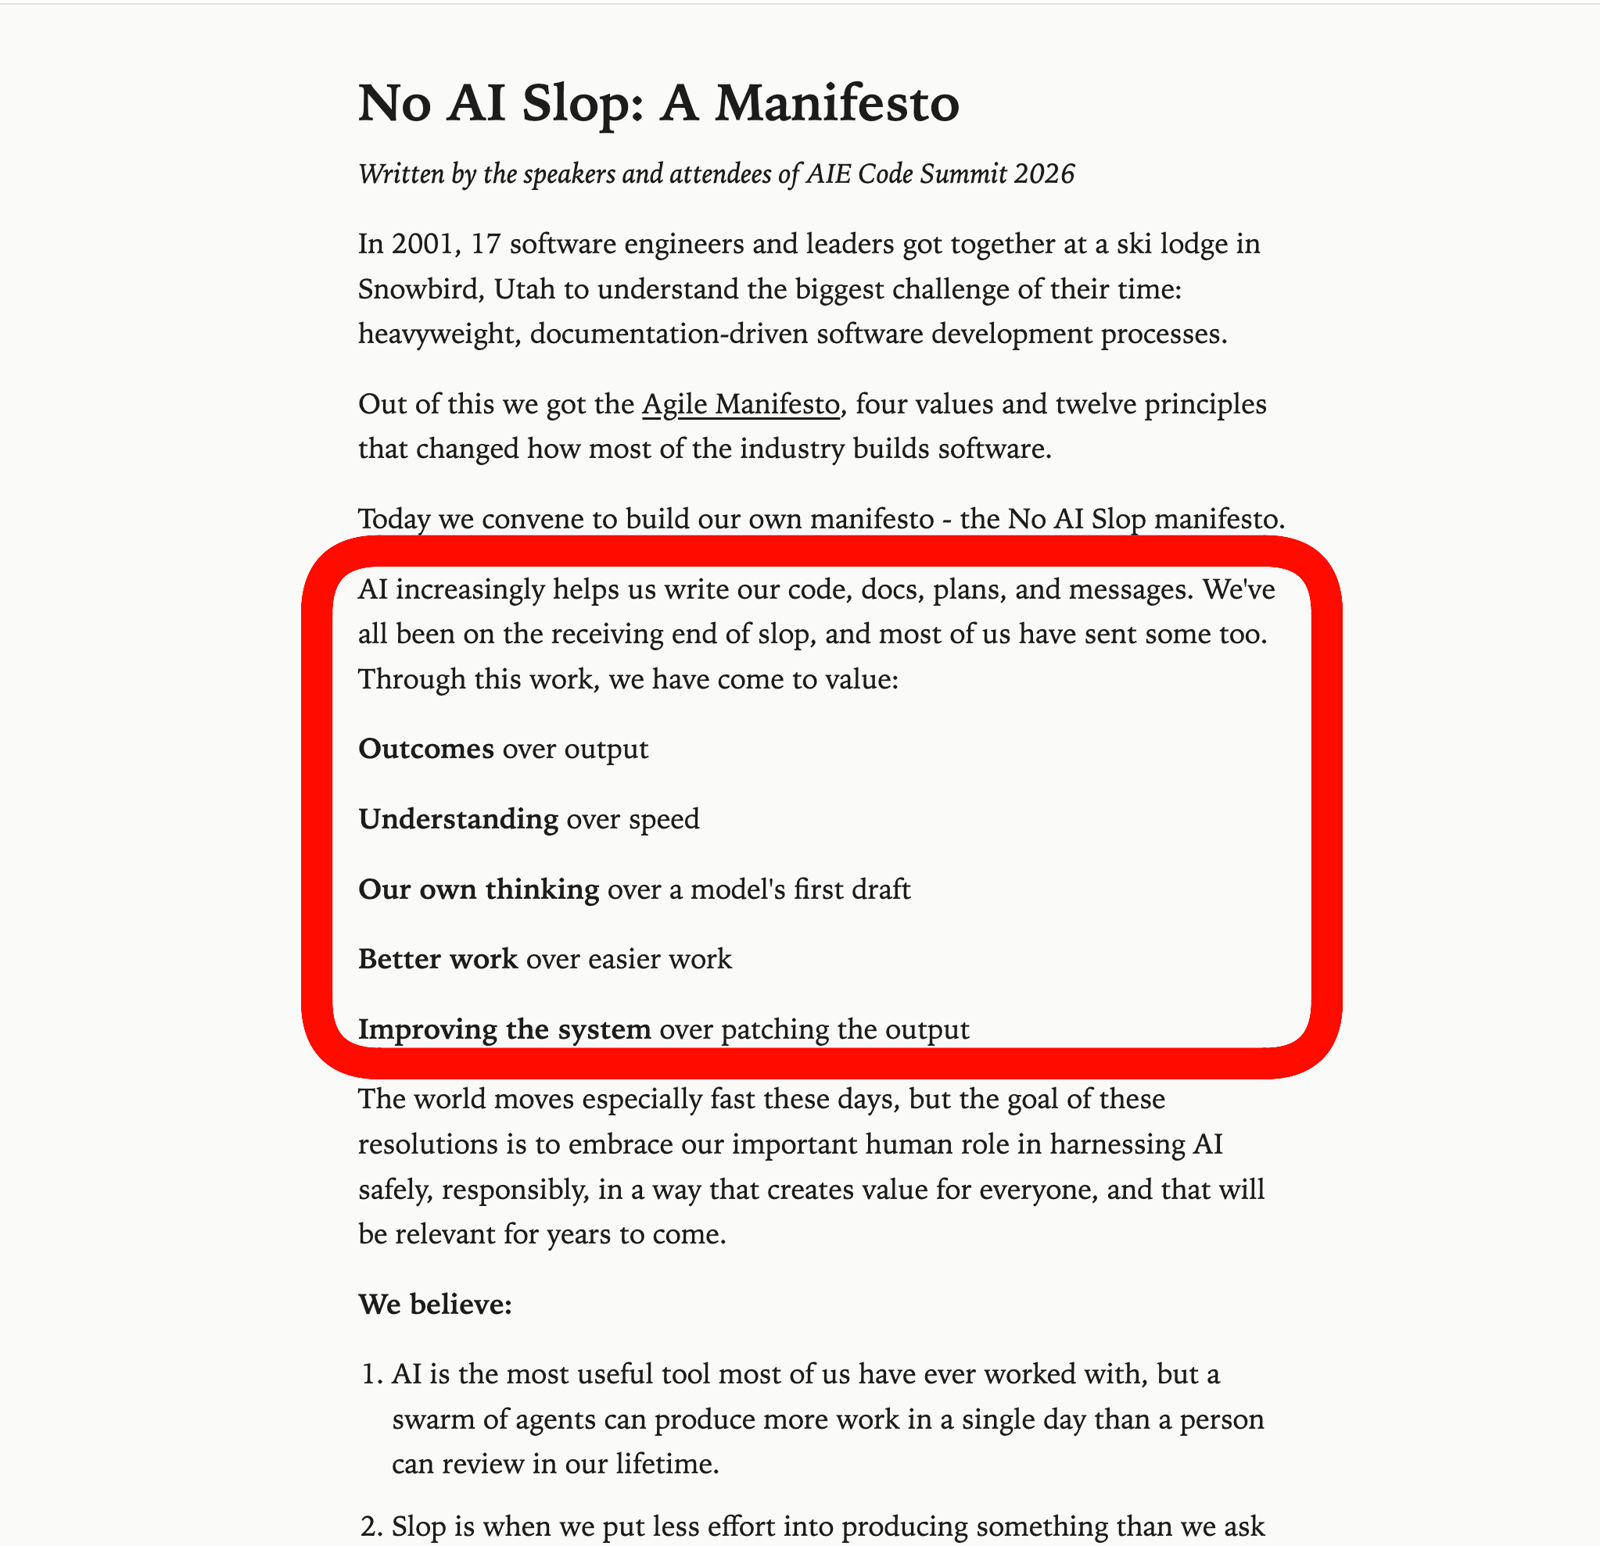 No AI Slop: A Manifesto
Written by the speakers and attendees of AIE Code Summit 2026
In 2001, 17 software engineers and leaders got together at a ski lodge in
Snowbird, Utah to understand the biggest challenge of their time:
heavyweight, documentation-driven software development processes.
Out of this we got the Agile Manifesto, four values and twelve principles
that changed how most of the industry builds software.
Today we convene to build our own manifesto - the No AI Slop manifesto.
AI increasingly helps us write our code, docs, plans, and messages. We've
all been on the receiving end of slop, and most of us have sent some too.
Through this work, we have come to value:
Outcomes over output
Understanding over speed
Our own thinking over a model's first draft
Better work over easier work
Improving the system over patching the output
The world moves especially fast these days, but the goal of these
resolutions is to embrace our important human role in harnessing AI
safely, responsibly, in a way that creates value for everyone, and that will
be relevant for years to come.
We believe:
1. AI is the most useful tool most of us have ever worked with, but a
swarm of agents can produce more work in a single day than a person
can review in our lifetime.
2. Slop is when we put less effort into producing something than we ask